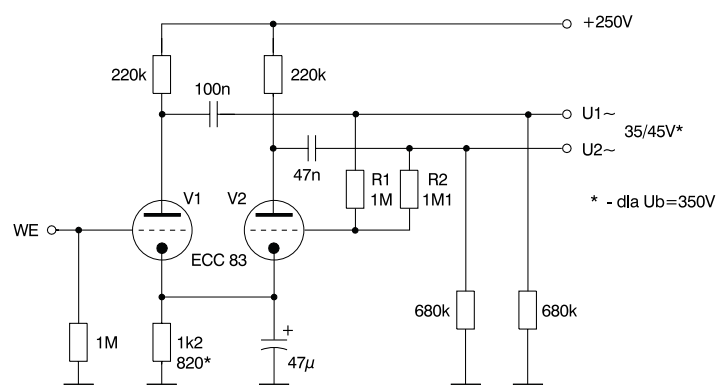 +250V
220k
220k
100n
U1~
35/45V*
U2~
47n
R1
1M
R2
1M1
V1
V2
* - dla Ub=350V
WE
ECC 83
1M
1k2
820*
+
47μ
680k
680k